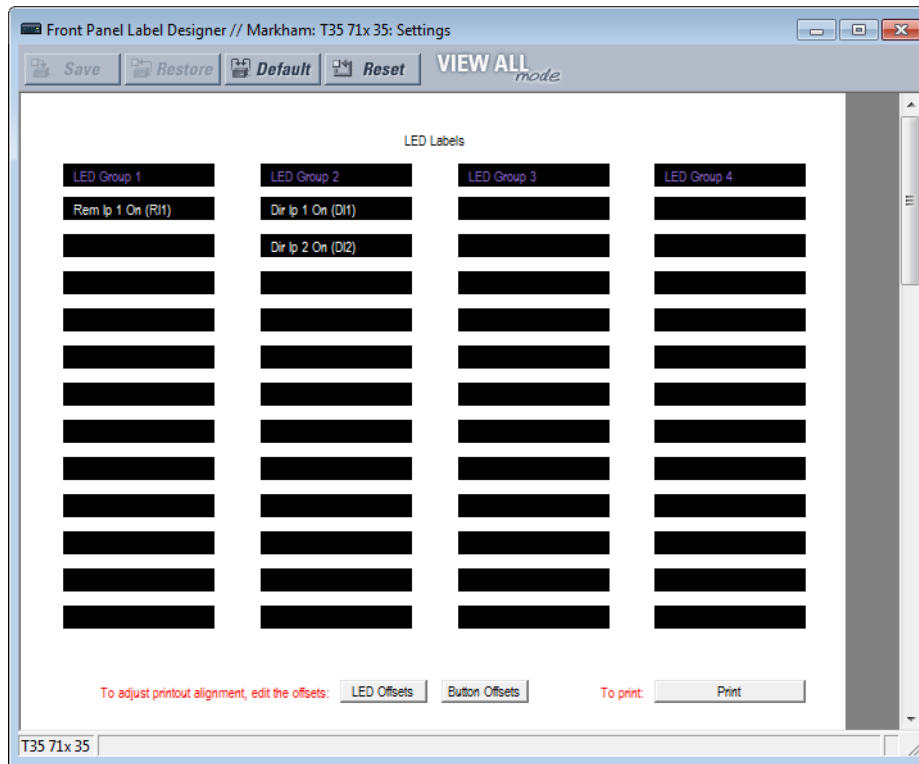 Front Panel Label Designer // Markham: T35 71x 35: Settings
Save Restore Default Reset VIEW ALL mode
LED Labels
LED Group 1 LED Group 2 LED Group 3 LED Group 4
Rem Ip 1 On (RI1) Dir Ip 1 On (DI1)
Dir Ip 2 On (DI2)
To adjust printout alignment, edit the offsets: LED Offsets Button Offsets To print: Print
T35 71x 35